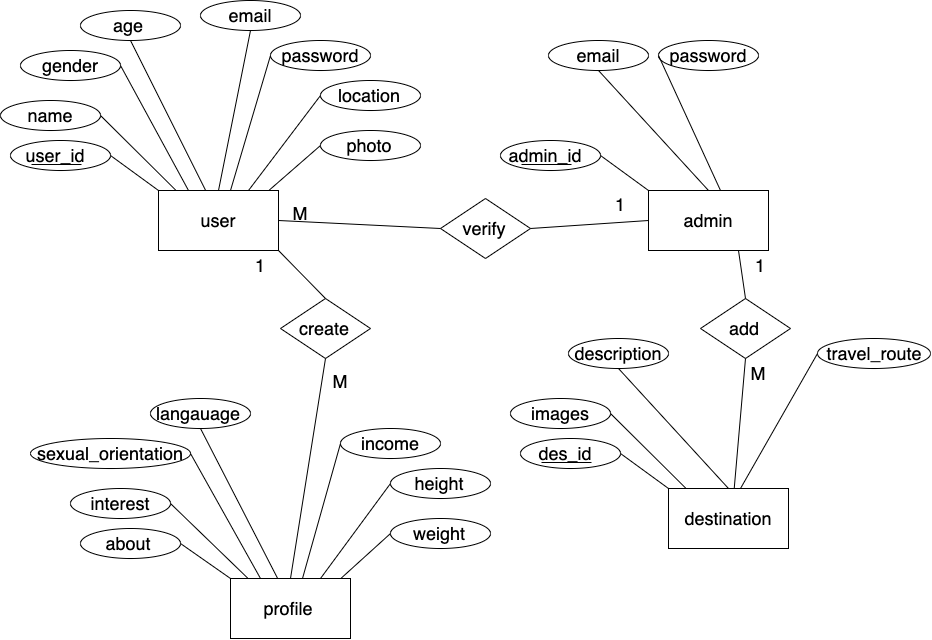 email
age
password
gender
location
name
photo
user_id
user
M
verify
1
email
password
admin_id
admin
1
create
M
1
add
M
description
travel_route
images
des_id
destination
langauage
sexual_orientation
income
interest
height
about
weight
profile